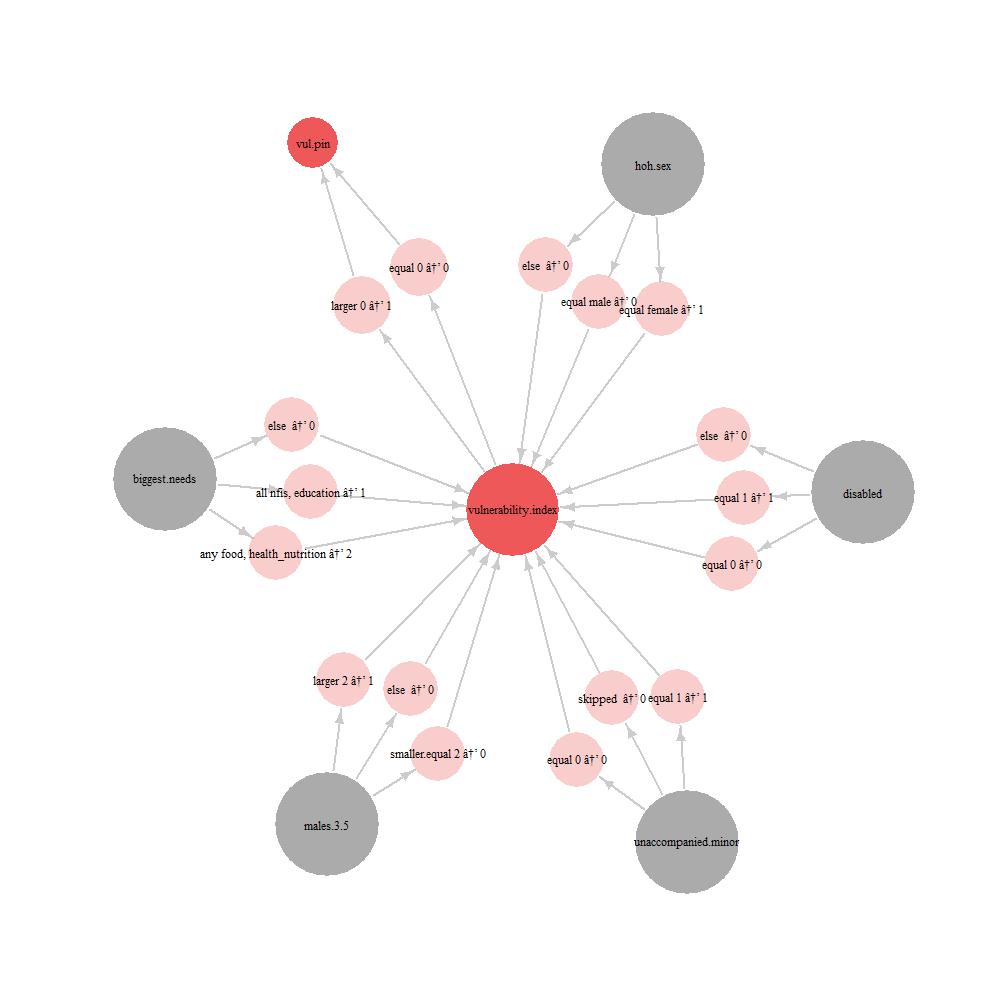 vul.pin
hoh.sex
equal 0 â†’ 0
else  â†’ 0
larger 0 â†’ 1
equal male â†’ 0
equal female â†’ 1
else  â†’ 0
else  â†’ 0
biggest.needs
all nfis, education â†’ 1
equal 1 â†’ 1
disabled
vulnerability.index
any food, health_nutrition â†’ 2
equal 0 â†’ 0
larger 2 â†’ 1
else  â†’ 0
skipped  â†’ 0
equal 1 â†’ 1
smaller.equal 2 â†’ 0
equal 0 â†’ 0
males.3.5
unaccompanied.minor